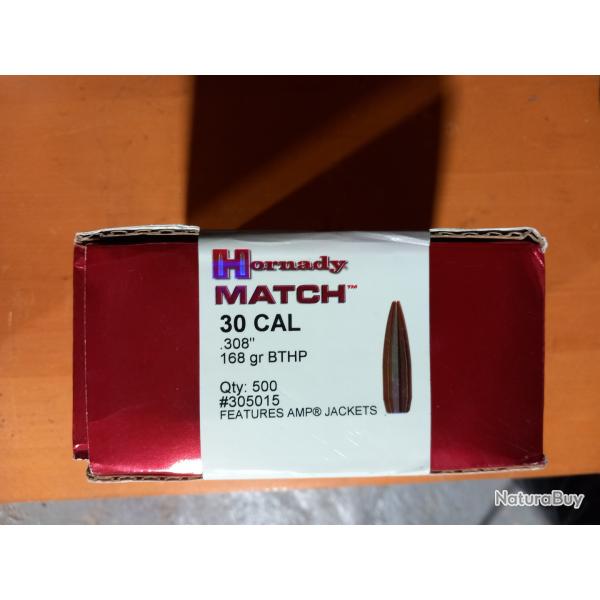 Hornady
MATCH™
30 CAL
.308"
168 gr BTHP
Qty: 500
#305015
FEATURES AMP® JACKETS
NaturaBuy